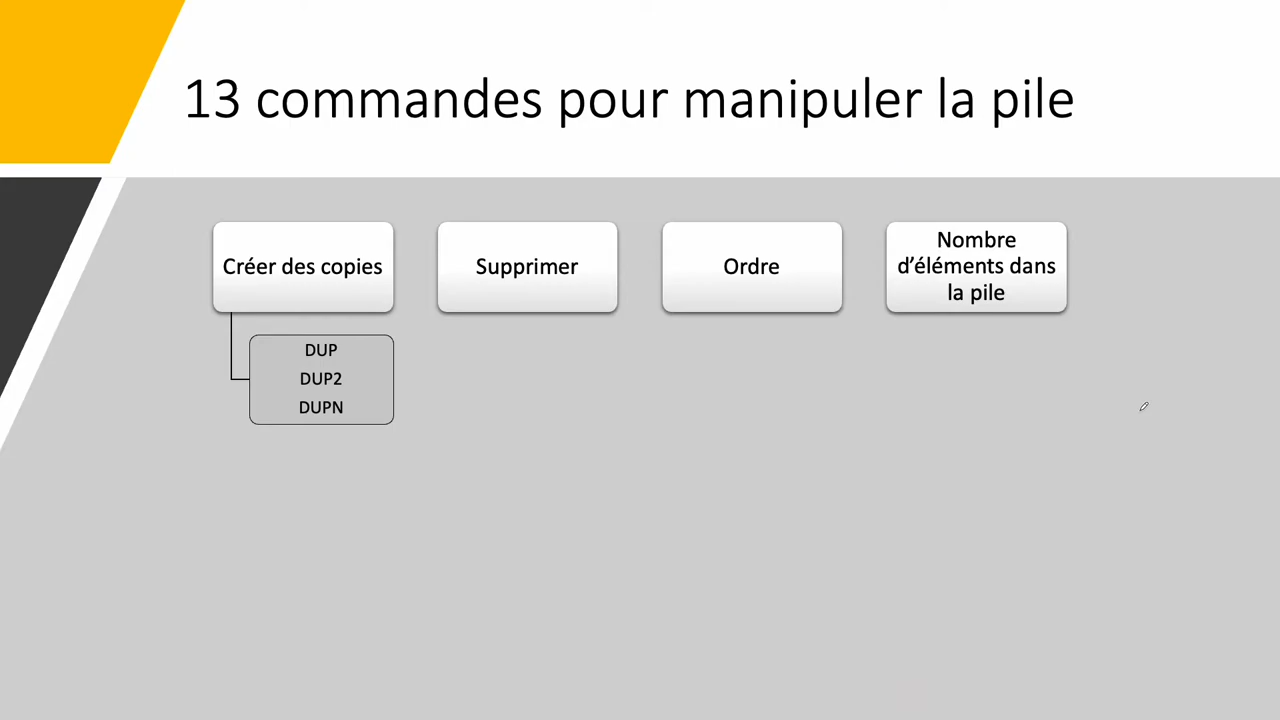 13 commandes pour manipuler la pile
Créer des copies
DUP
DUP2
DUPN
Supprimer
Ordre
Nombre
d’éléments dans
la pile